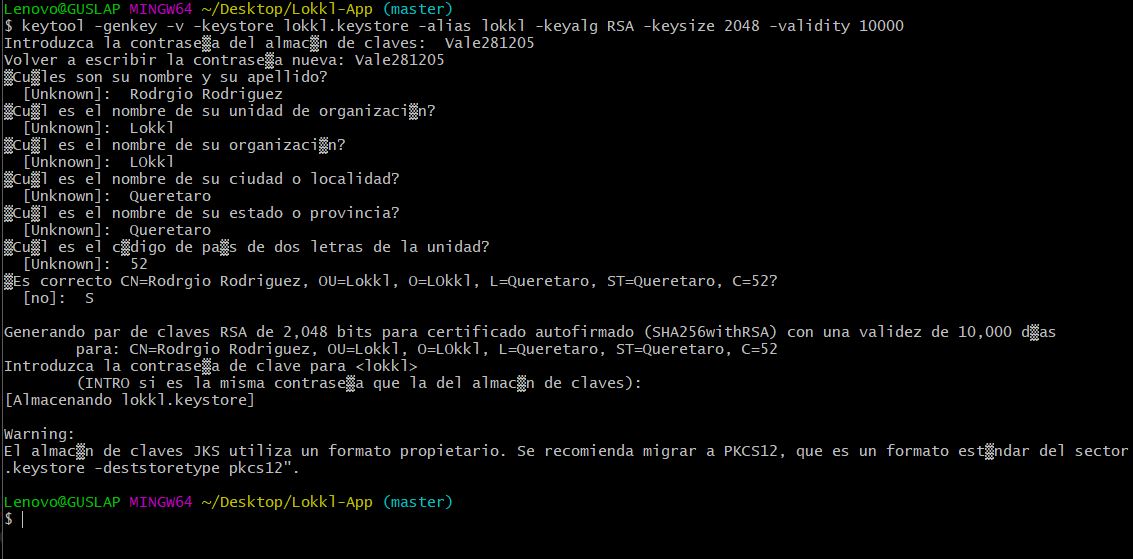 Lenovo@GUSLAP MINGW64 ~/Desktop/Lokkl-App (master)
$ keytool -genkey -v -keystore lokkl.keystore -alias lokkl -keyalg RSA -keysize 2048 -validity 10000
Introduzca la contrase▒a del almac▒n de claves:  Vale281205
Volver a escribir la contrase▒a nueva: Vale281205
▒Cu▒les son su nombre y su apellido?
  [Unknown]:  Rodrgio Rodriguez
▒Cu▒l es el nombre de su unidad de organizaci▒n?
  [Unknown]:  Lokkl
▒Cu▒l es el nombre de su organizaci▒n?
  [Unknown]:  LOkkl
▒Cu▒l es el nombre de su ciudad o localidad?
  [Unknown]:  Queretaro
▒Cu▒l es el nombre de su estado o provincia?
  [Unknown]:  Queretaro
▒Cu▒l es el c▒digo de pa▒s de dos letras de la unidad?
  [Unknown]:  52
▒Es correcto CN=Rodrgio Rodriguez, OU=Lokkl, O=LOkkl, L=Queretaro, ST=Queretaro, C=52?
  [no]:  S
Generando par de claves RSA de 2,048 bits para certificado autofirmado (SHA256withRSA) con una validez de 10,000 d▒as
        para: CN=Rodrgio Rodriguez, OU=Lokkl, O=LOkkl, L=Queretaro, ST=Queretaro, C=52
Introduzca la contrase▒a de clave para <lokkl>
        (INTRO si es la misma contrase▒a que la del almac▒n de claves):
[Almacenando lokkl.keystore]
Warning:
El almac▒n de claves JKS utiliza un formato propietario. Se recomienda migrar a PKCS12, que es un formato est▒ndar del sector
.keystore -deststoretype pkcs12".
Lenovo@GUSLAP MINGW64 ~/Desktop/Lokkl-App (master)
$